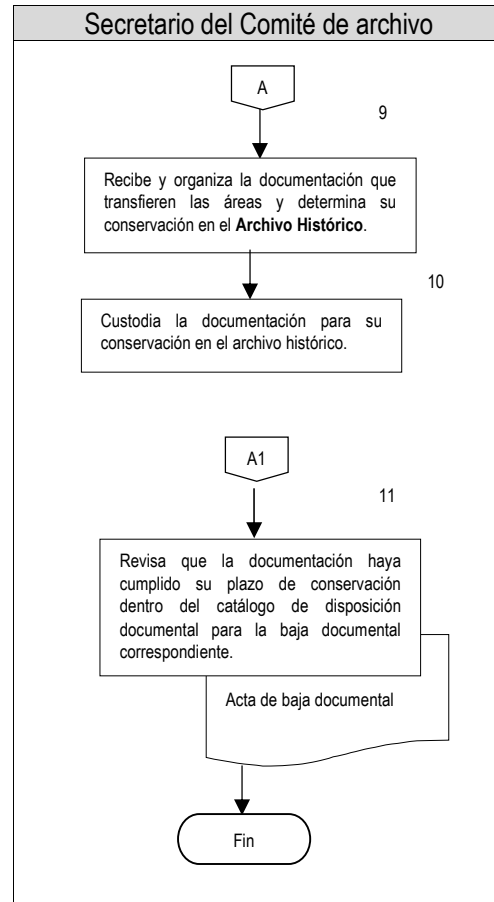 Secretario del Comité de archivo
A
9
Recibe y organiza la documentación que
transfieren las áreas y determina su
conservación en el Archivo Histórico.
10
Custodia la documentación para su
conservación en el archivo histórico.
A1
11
Revisa que la documentación haya
cumplido su plazo de conservación
dentro del catálogo de disposición
documental para la baja documental
correspondiente.
Acta de baja documental
Fin